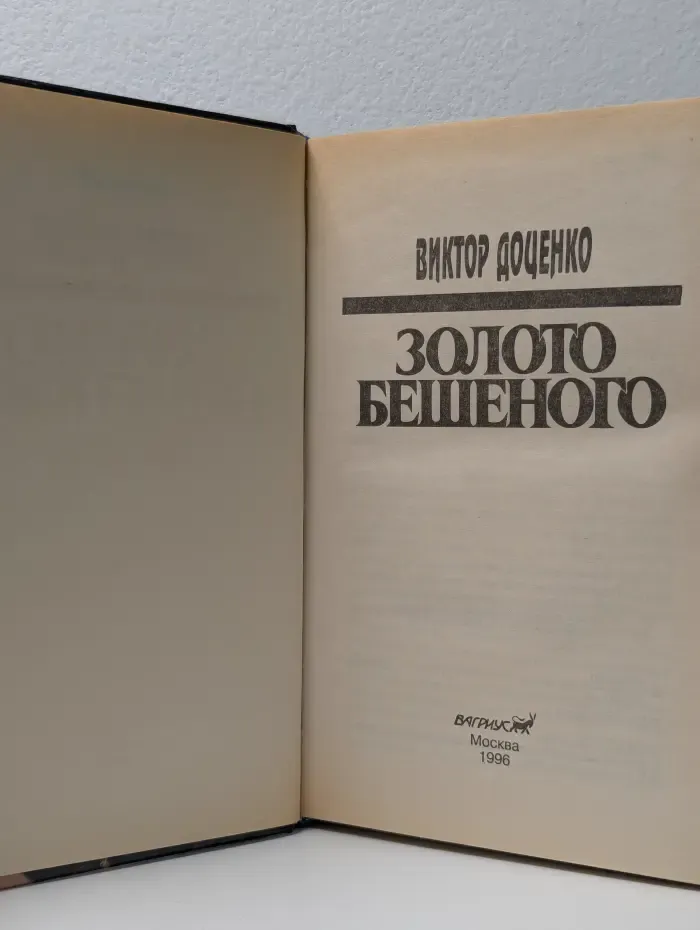 ВИКТОР ДОЦЕНКО
ЗОЛОТО
БЕШЕНОГО
ВАГРИУС
Москва
1996